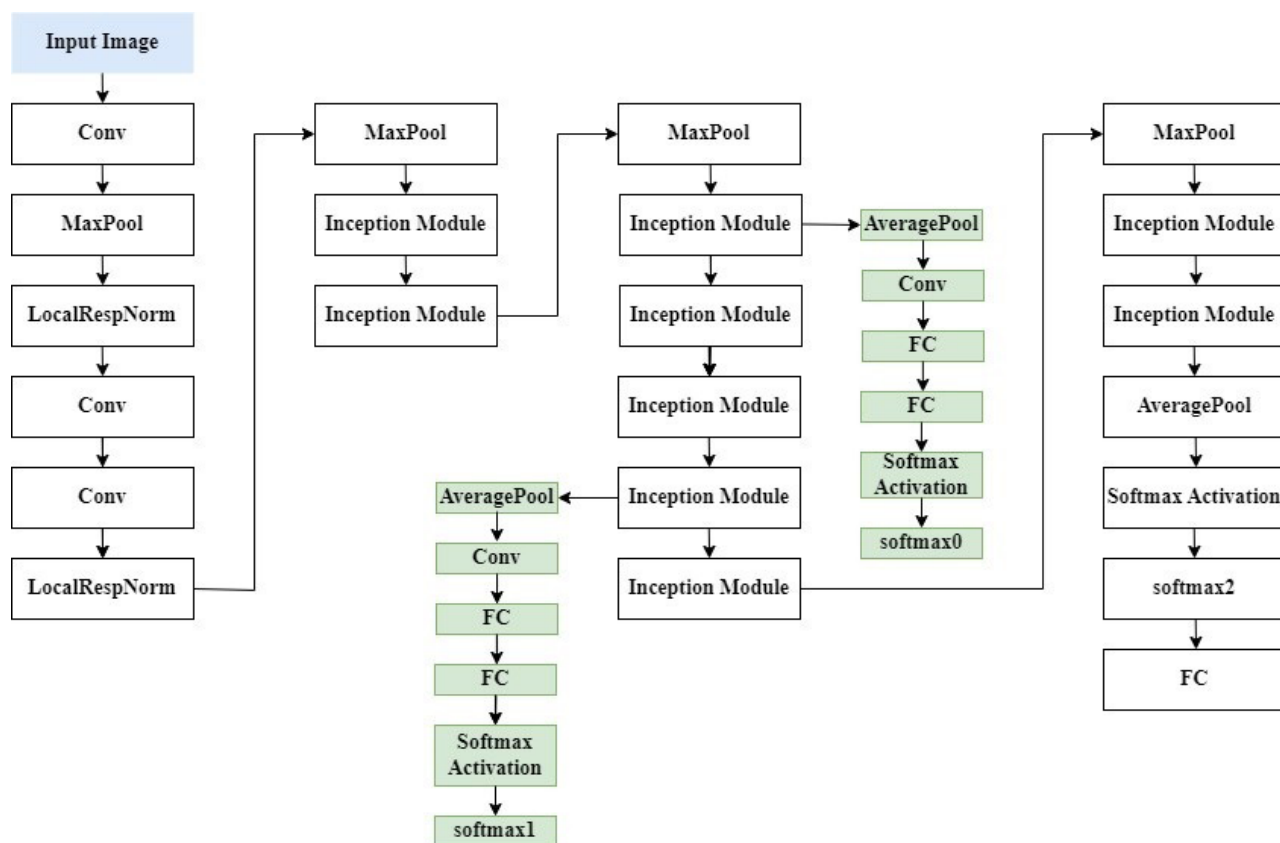 Input Image
Conv
MaxPool
LocalRespNorm
Conv
Conv
LocalRespNorm
MaxPool
Inception Module
Inception Module
MaxPool
Inception Module
Inception Module
Inception Module
Inception Module
Inception Module
AveragePool
Conv
FC
FC
Softmax
Activation
softmax0
AveragePool
Conv
FC
FC
Softmax
Activation
softmax1
MaxPool
Inception Module
Inception Module
AveragePool
Softmax Activation
softmax2
FC